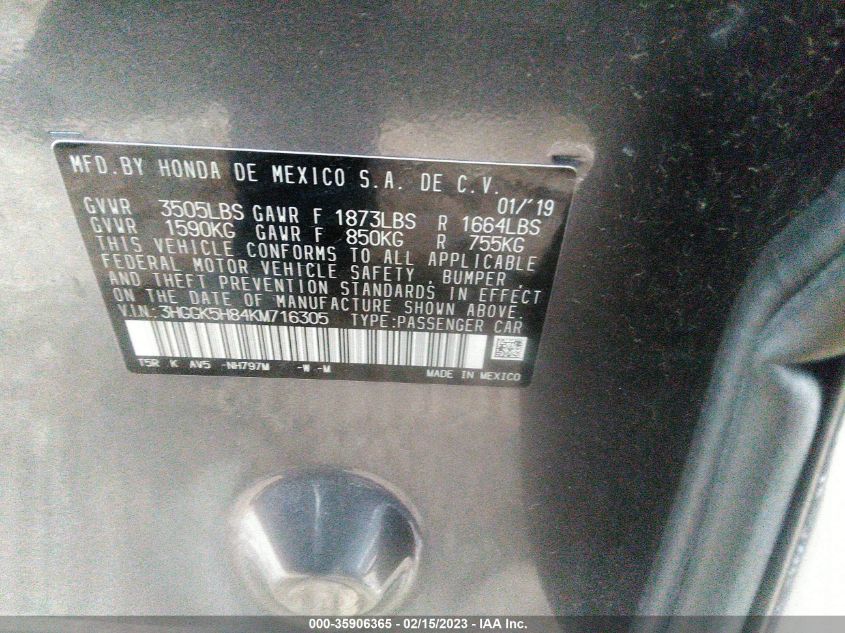 MFD.BY HONDA DE MEXICO S.A. DE C.V.
01/'19
GVWR 3505LBS GAWR F 1873LBS R 1664LBS
GVWR 1590KG GAWR F 850KG R 755KG
THIS VEHICLE CONFORMS TO ALL APPLICABLE
FEDERAL MOTOR VEHICLE SAFETY, BUMPER,
AND THEFT PREVENTION STANDARDS IN EFFECT
ON THE DATE OF MANUFACTURE SHOWN ABOVE.
V.I.N.: 3HGGK5H84KM716305 TYPE:PASSENGER CAR
T5R K AV5 -NH797M -W -M
MADE IN MEXICO
000-35906365 - 02/15/2023 - IAA Inc.